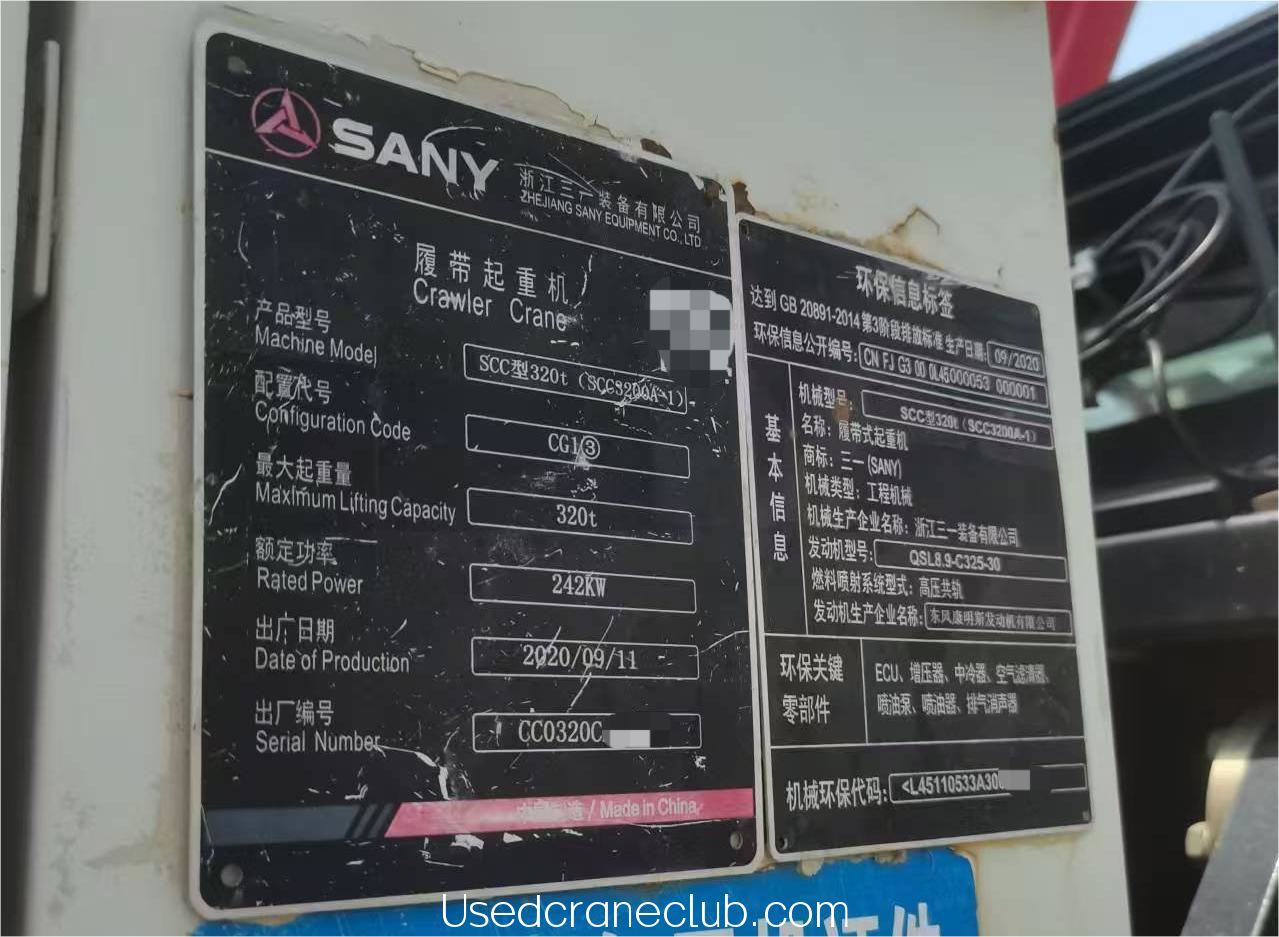 SANY
浙江三一装备有限公司
ZHEJIANG SANY EQUIPMENT CO., LTD
履带起重机
Crawler Crane
产品型号
Machine Model
SCC型320t (SCC3200A-1)
配置代号
Configuration Code
CG1③
最大起重量
Maximum Lifting Capacity
320t
额定功率
Rated Power
242KW
出厂日期
Date of Production
2020/09/11
出厂编号
Serial Number
CC0320C
中国制造 / Made in China
环保信息标签
达到 GB 20891-2014 第3阶段排放标准 生产日期: 09/2020
环保信息公开编号: CN FJ G3 00 0L45000053 000001
基本信息
机械型号: SCC型320t (SCC3200A-1)
名称: 履带式起重机
商标: 三一 (SANY)
机械类型: 工程机械
机械生产企业名称: 浙江三一装备有限公司
发动机型号: QSL8.9-C325-30
燃料喷射系统型式: 高压共轨
发动机生产企业名称: 东风康明斯发动机有限公司
环保关键
零部件
ECU、增压器、中冷器、空气滤清器、
喷油泵、喷油器、排气消声器
机械环保代码: <L45110533A30
Usedcraneclub.com